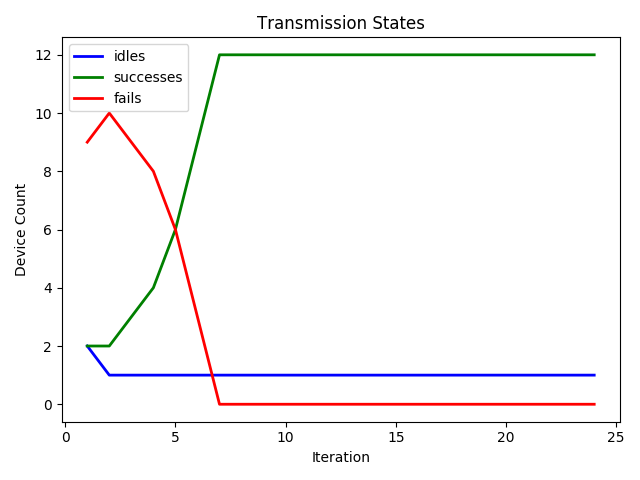 Transmission States
idles
successes
fails
12
10
8
6
4
2
0
Device Count
0 5 10 15 20 25
Iteration